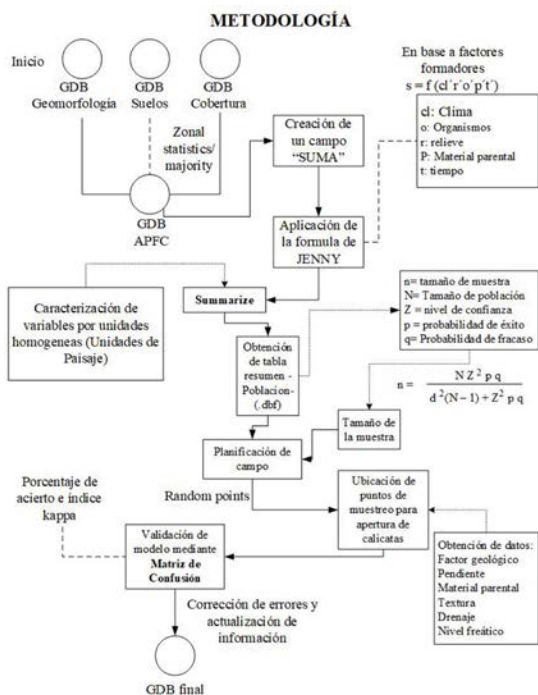 METODOLOGÍA
Inicio
GDB
Geomorfología
GDB
Suelos
GDB
Cobertura
Zonal
statistics/
majority
GDB
APFC
Creación de
un campo
“SUMA”
En base a factores
formadores
s = f (cl´r´o´p´t´)
cl: Clima
o: Organismos
r: relieve
P: Material parental
t: tiempo
Aplicación de
la formula de
JENNY
Summarize
Caracterización de
variables por unidades
homogeneas (Unidades de
Paisaje)
Obtención de
tabla
resumen -
Poblacion-
(.dbf)
n= tamaño de muestra
N= Tamaño de población
Z = nivel de confianza
p = probabilidad de éxito
q= Probabilidad de fracaso
n = N Z² p q
d²(N−1) + Z² p q
Tamaño de
la muestra
Planificación de
campo
Random points
Ubicación de
puntos de
muestreo para
apertura de
calicatas
Porcentaje de
acierto e índice
kappa
Validación de
modelo mediante
Matriz de
Confusión
Obtención de datos:
Factor geológico
Pendiente
Material parental
Textura
Drenaje
Nivel freático
Corrección de errores y
actualización de
información
GDB final